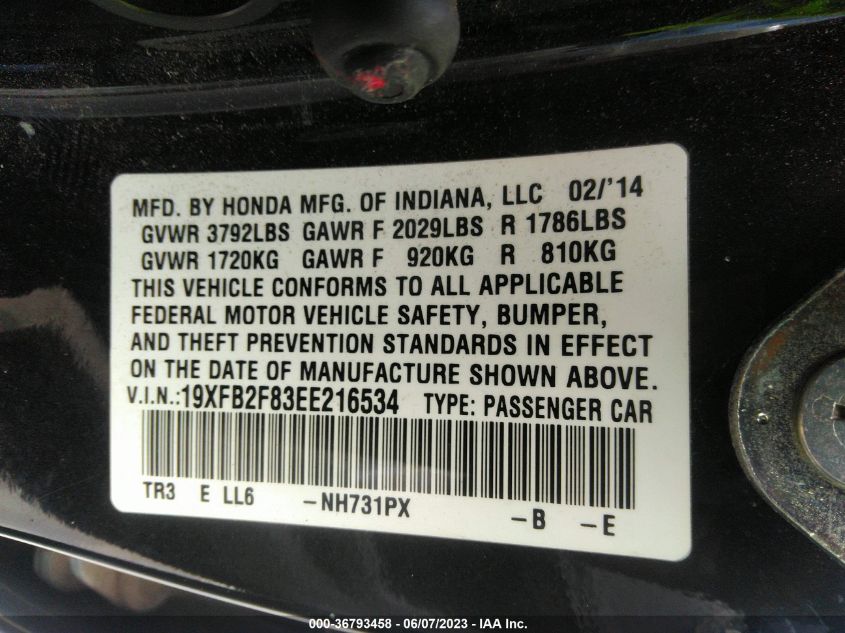 MFD. BY HONDA MFG. OF INDIANA, LLC 02/'14
GVWR 3792LBS GAWR F 2029LBS R 1786LBS
GVWR 1720KG GAWR F 920KG R 810KG
THIS VEHICLE CONFORMS TO ALL APPLICABLE
FEDERAL MOTOR VEHICLE SAFETY, BUMPER,
AND THEFT PREVENTION STANDARDS IN EFFECT
ON THE DATE OF MANUFACTURE SHOWN ABOVE.
V.I.N.:19XFB2F83EE216534 TYPE: PASSENGER CAR
TR3 E LL6 -NH731PX -B -E
000-36793458 - 06/07/2023 - IAA Inc.